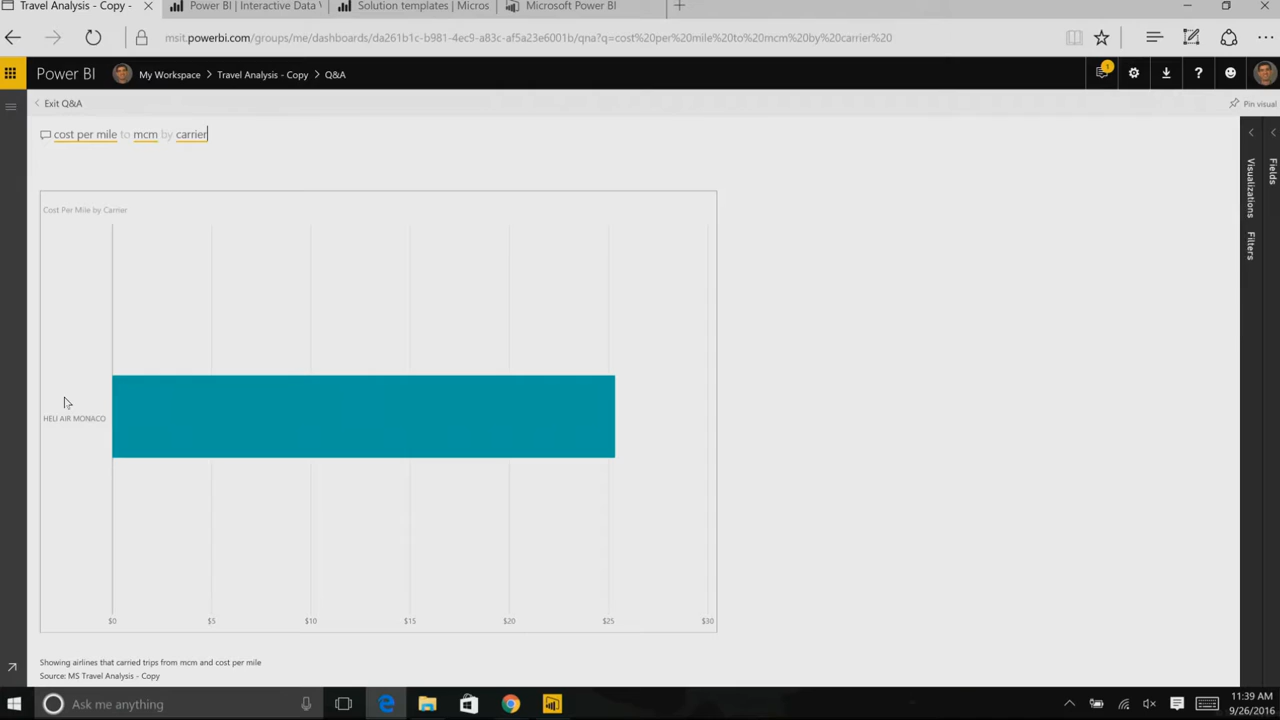 Travel Analysis - Copy -
Power BI | Interactive Data V
Solution templates | Micros
Microsoft Power BI
msit.powerbi.com/groups/me/dashboards/da261b1c-b981-4ec9-a83c-af5a23e6001b/qna?q=cost%20per%20mile%20to%20mcm%20by%20carrier%20
Power BI
My Workspace > Travel Analysis - Copy > Q&A
1
Exit Q&A
Pin visual
cost per mile to mcm by carrier
Visualizations
Fields
Filters
Cost Per Mile by Carrier
HELI AIR MONACO
$0 $5 $10 $15 $20 $25 $30
Showing airlines that carried trips from mcm and cost per mile
Source: MS Travel Analysis - Copy
Ask me anything
11:39 AM
9/26/2016